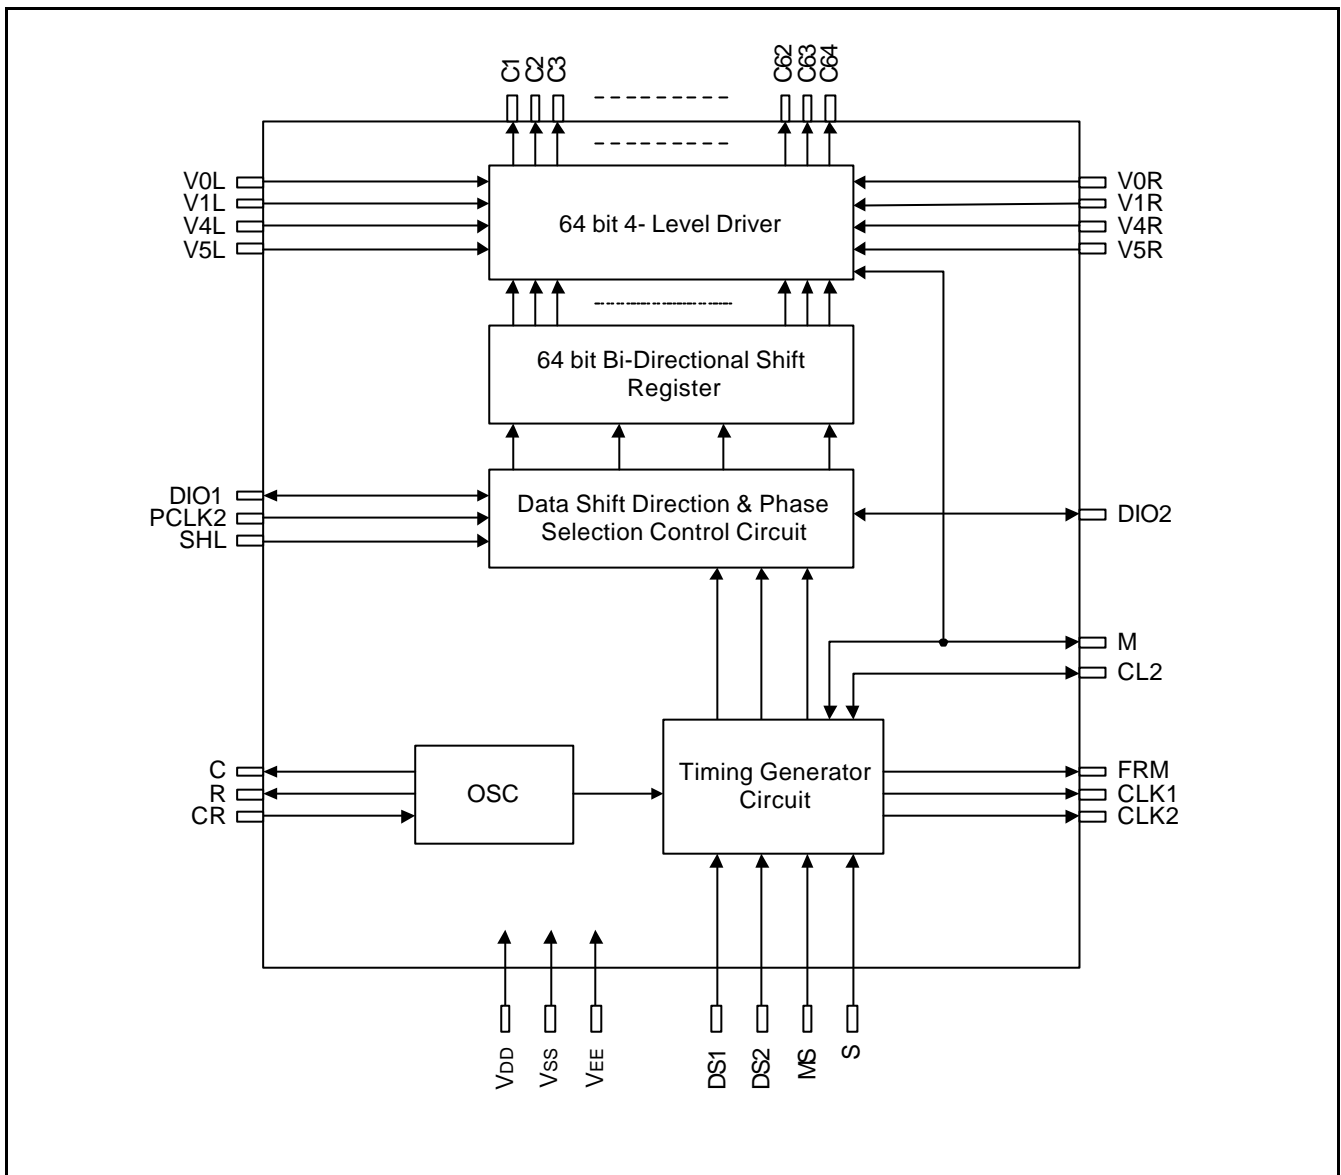 C1 C2 C3 C62 C63 C64
V0L
V1L
V4L
V5L
64 bit 4- Level Driver
V0R
V1R
V4R
V5R
64 bit Bi-Directional Shift
Register
DIO1
PCLK2
SHL
Data Shift Direction & Phase
Selection Control Circuit
DIO2
M
CL2
C
R
CR
OSC
Timing Generator
Circuit
FRM
CLK1
CLK2
VDD VSS VEE DS1 DS2 MS S